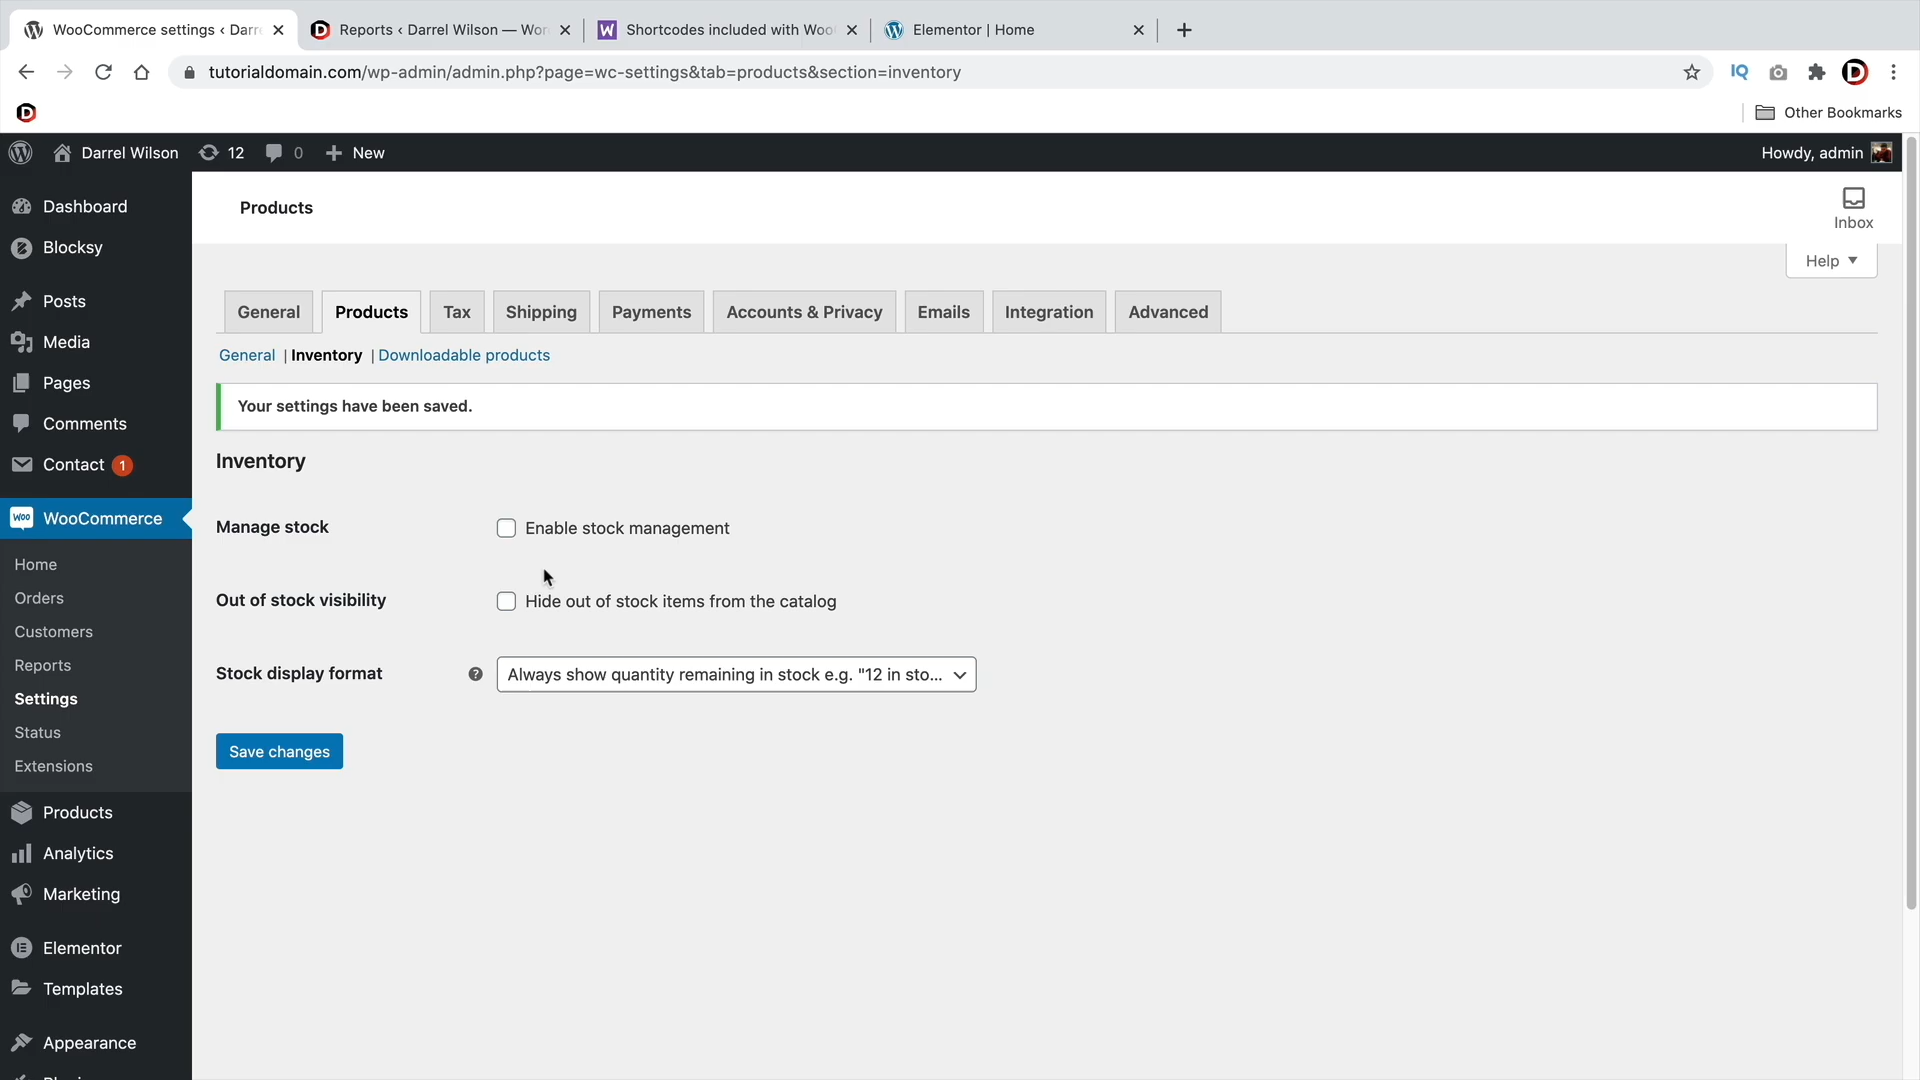 WooCommerce settings ‹ Darre
Reports ‹ Darrel Wilson — Wor
Shortcodes included with Woo
Elementor | Home
tutorialdomain.com/wp-admin/admin.php?page=wc-settings&tab=products&section=inventory
Other Bookmarks
Darrel Wilson 12 0 New
Howdy, admin
Dashboard
Blocksy
Posts
Media
Pages
Comments
Contact 1
WooCommerce
Home
Orders
Customers
Reports
Settings
Status
Extensions
Products
Analytics
Marketing
Elementor
Templates
Appearance
Products
Inbox
Help
General Products Tax Shipping Payments Accounts & Privacy Emails Integration Advanced
General | Inventory | Downloadable products
Your settings have been saved.
Inventory
Manage stock Enable stock management
Out of stock visibility Hide out of stock items from the catalog
Stock display format ? Always show quantity remaining in stock e.g. "12 in sto...
Save changes